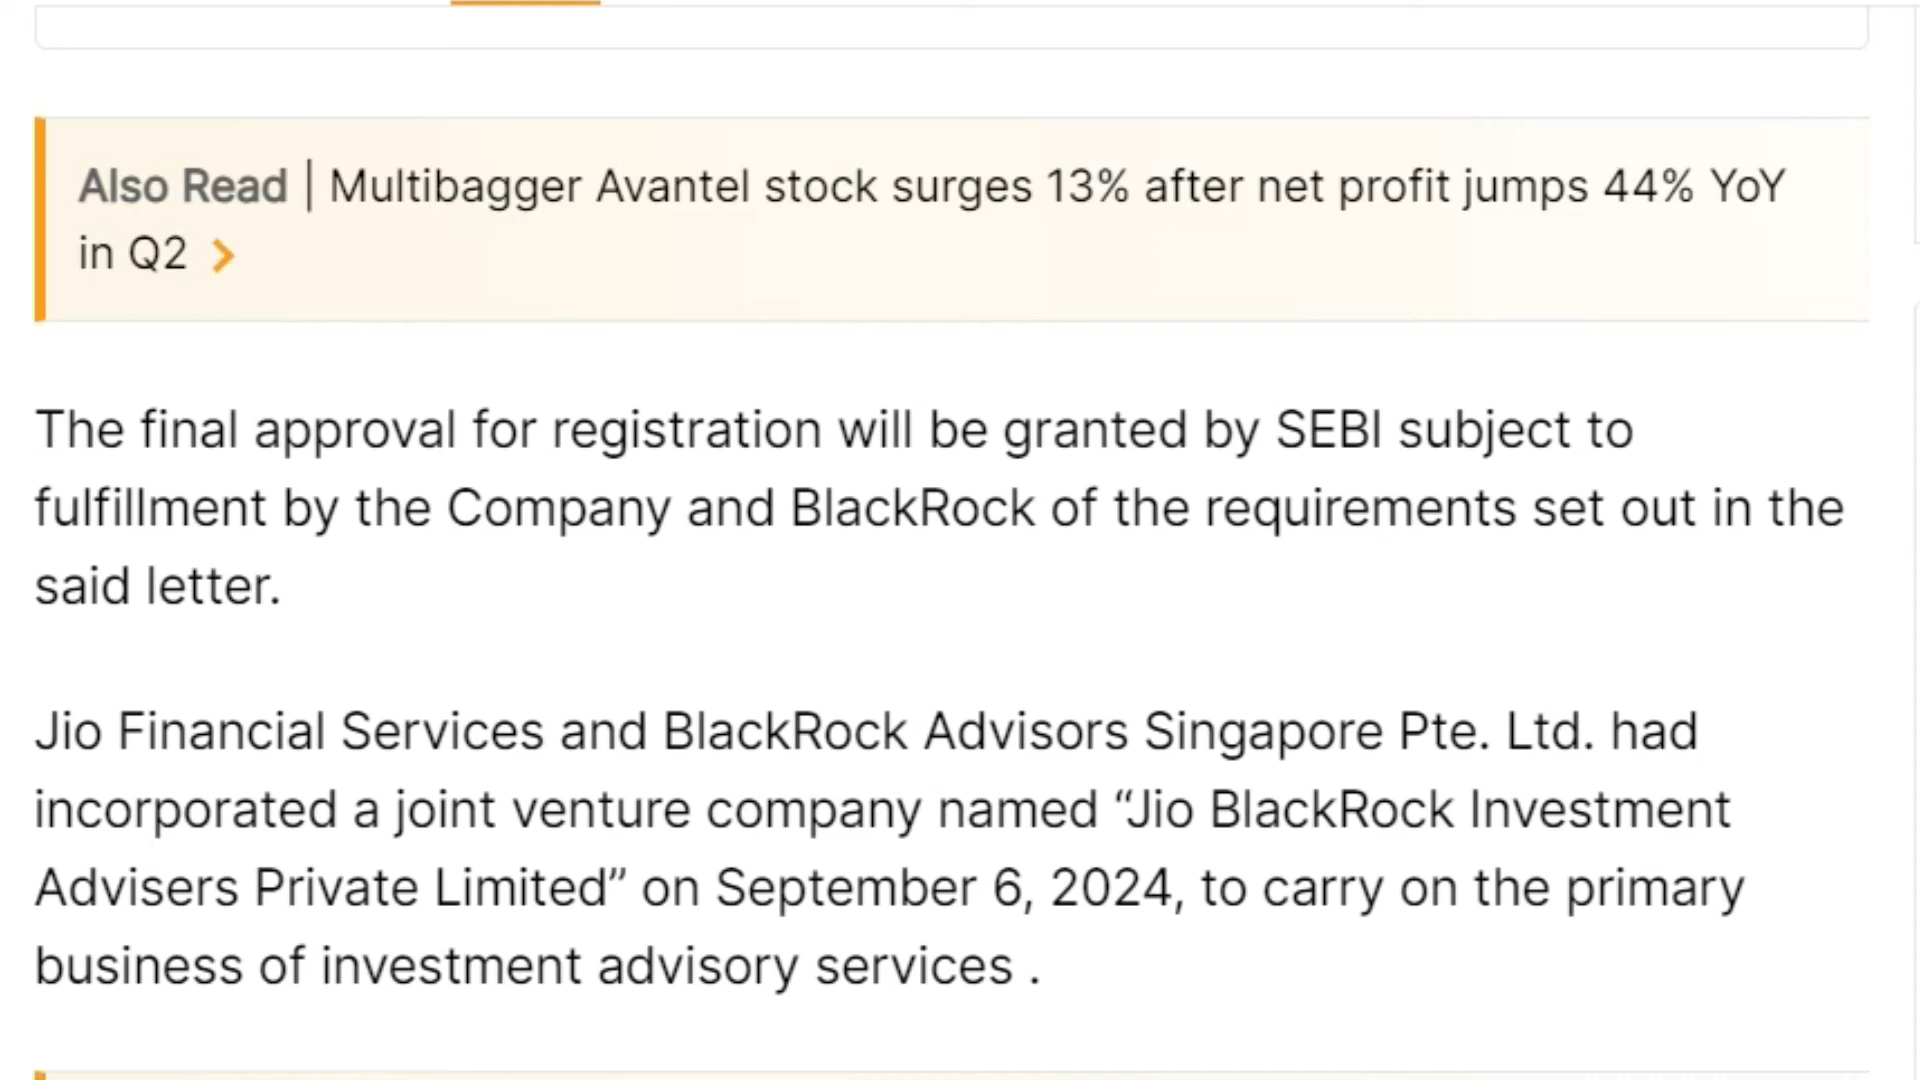 Also Read | Multibagger Avantel stock surges 13% after net profit jumps 44% YoY
in Q2
The final approval for registration will be granted by SEBI subject to
fulfillment by the Company and BlackRock of the requirements set out in the
said letter.
Jio Financial Services and BlackRock Advisors Singapore Pte. Ltd. had
incorporated a joint venture company named “Jio BlackRock Investment
Advisers Private Limited” on September 6, 2024, to carry on the primary
business of investment advisory services .